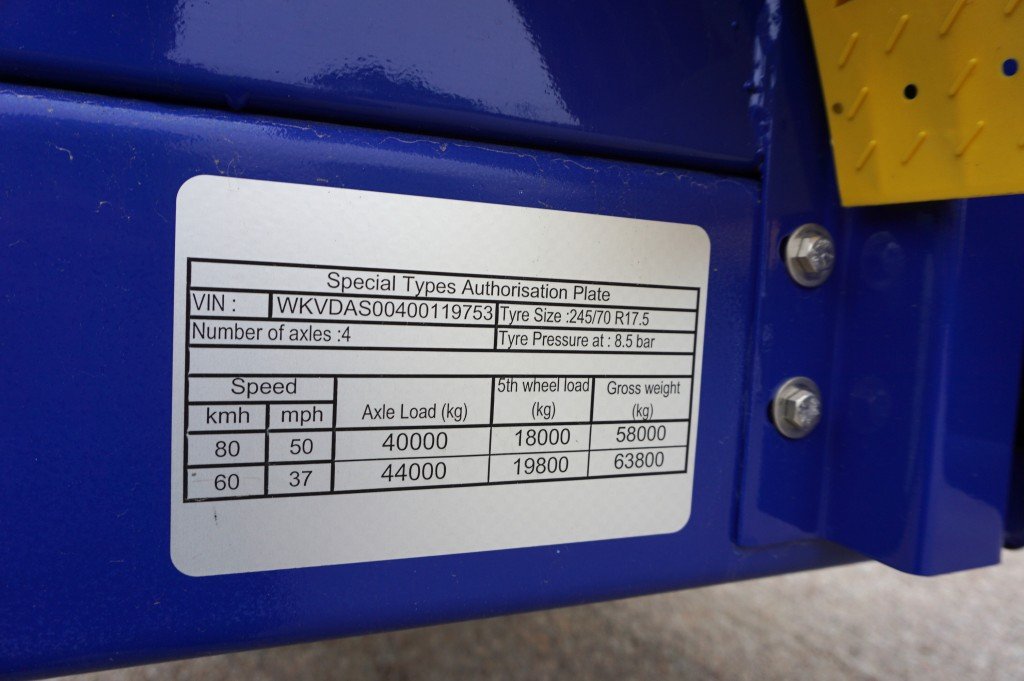 Special Types Authorisation Plate
VIN : WKVDAS00400119753 Tyre Size :245/70 R17.5
Number of axles :4 Tyre Pressure at : 8.5 bar
Speed Axle Load (kg) 5th wheel load (kg) Gross weight (kg)
kmh mph
80 50 40000 18000 58000
60 37 44000 19800 63800